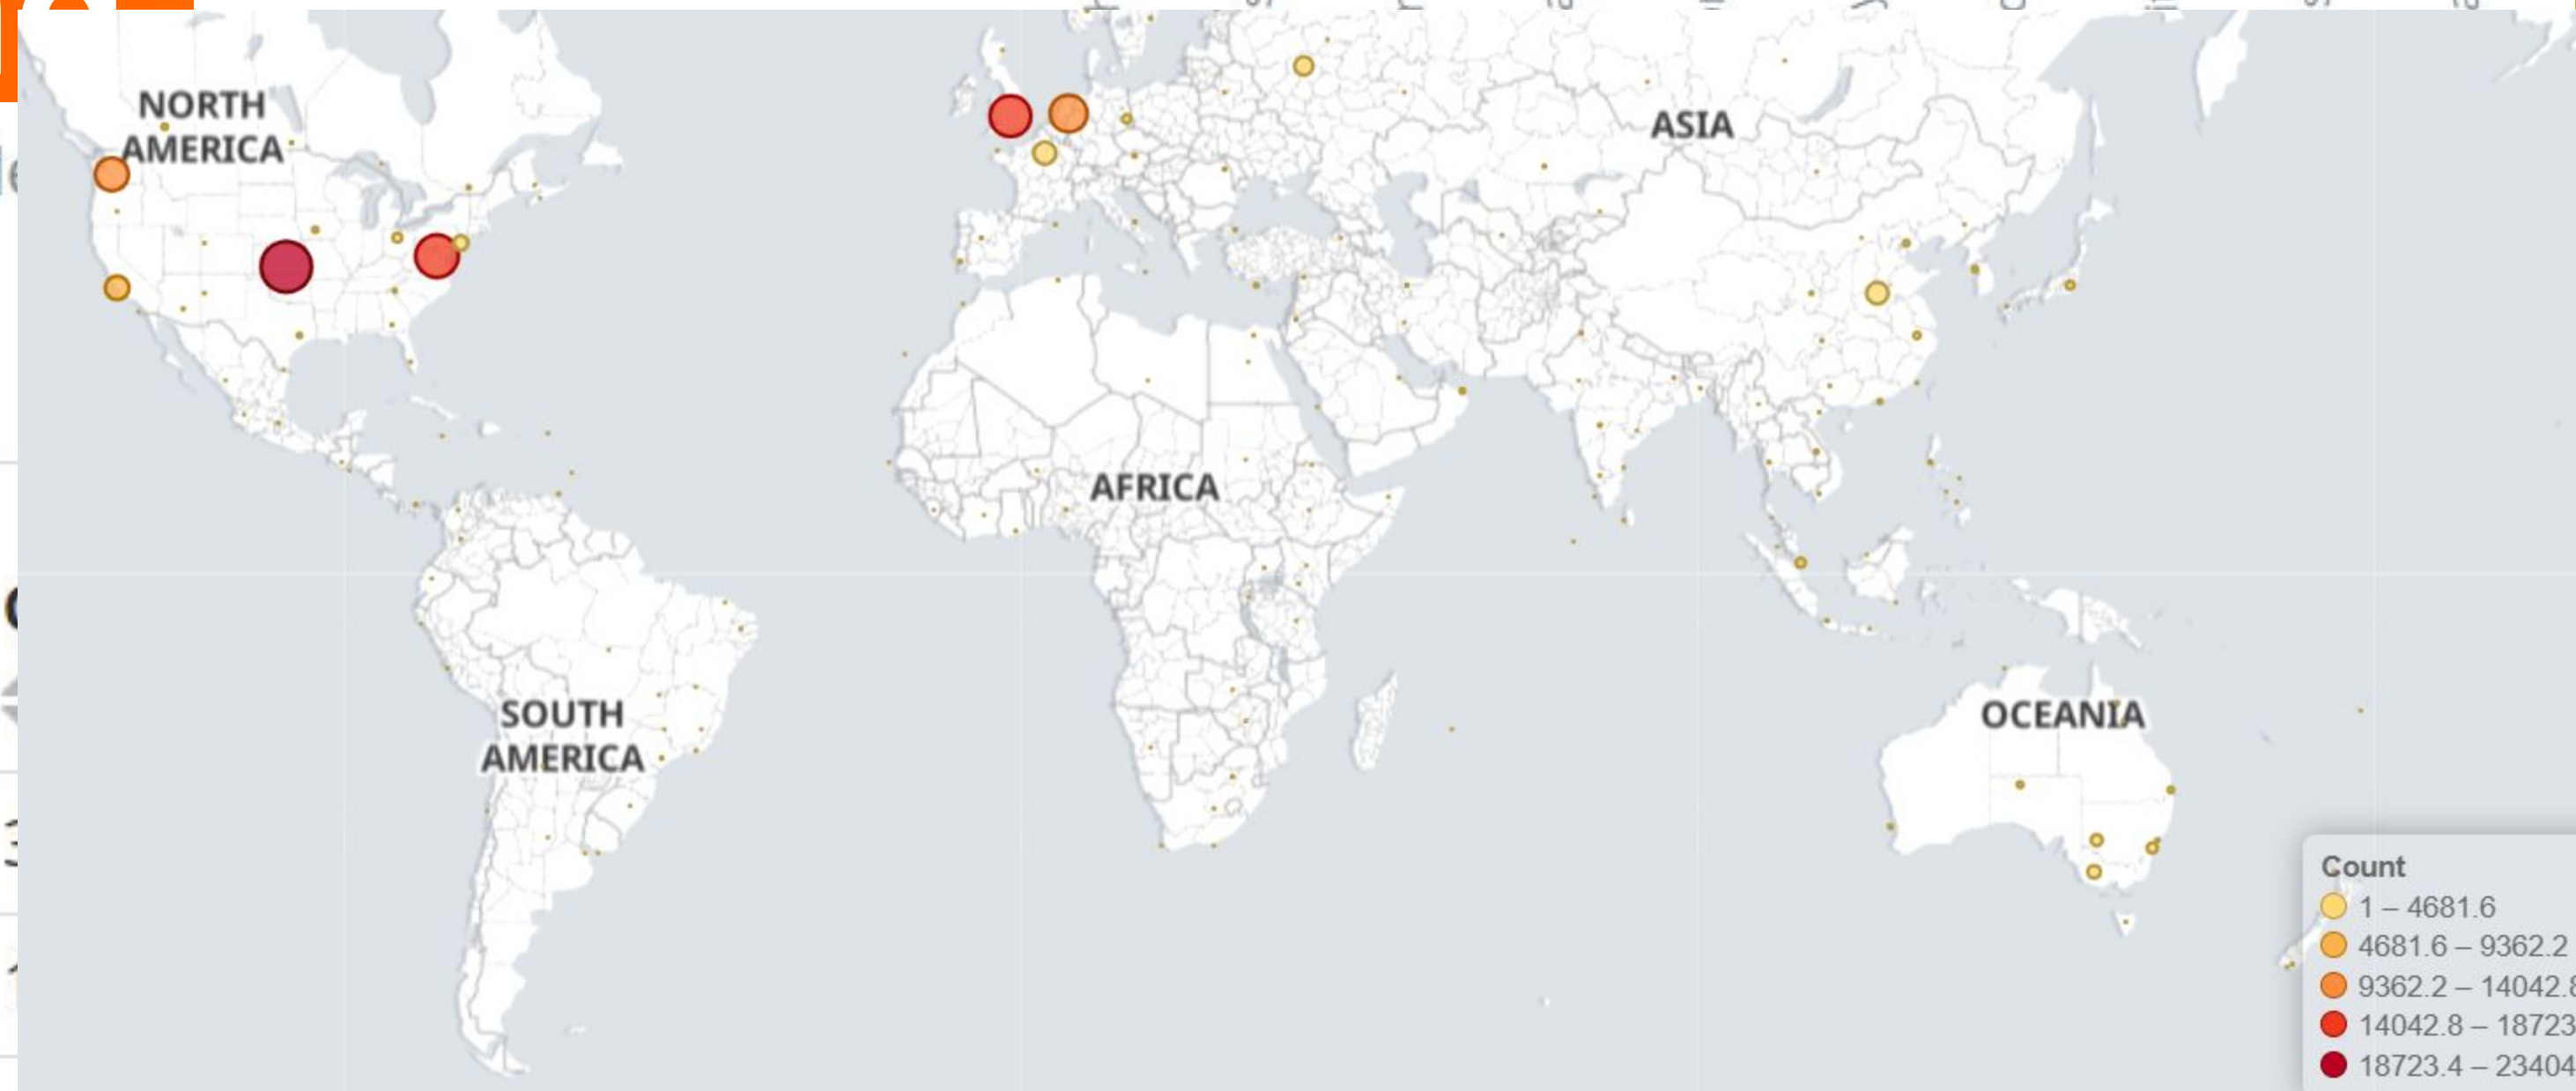 NORTH
AMERICA
ASIA
AFRICA
SOUTH
AMERICA
OCEANIA
Count
1 – 4681.6
4681.6 – 9362.2
9362.2 – 14042.8
14042.8 – 18723
18723.4 – 23404